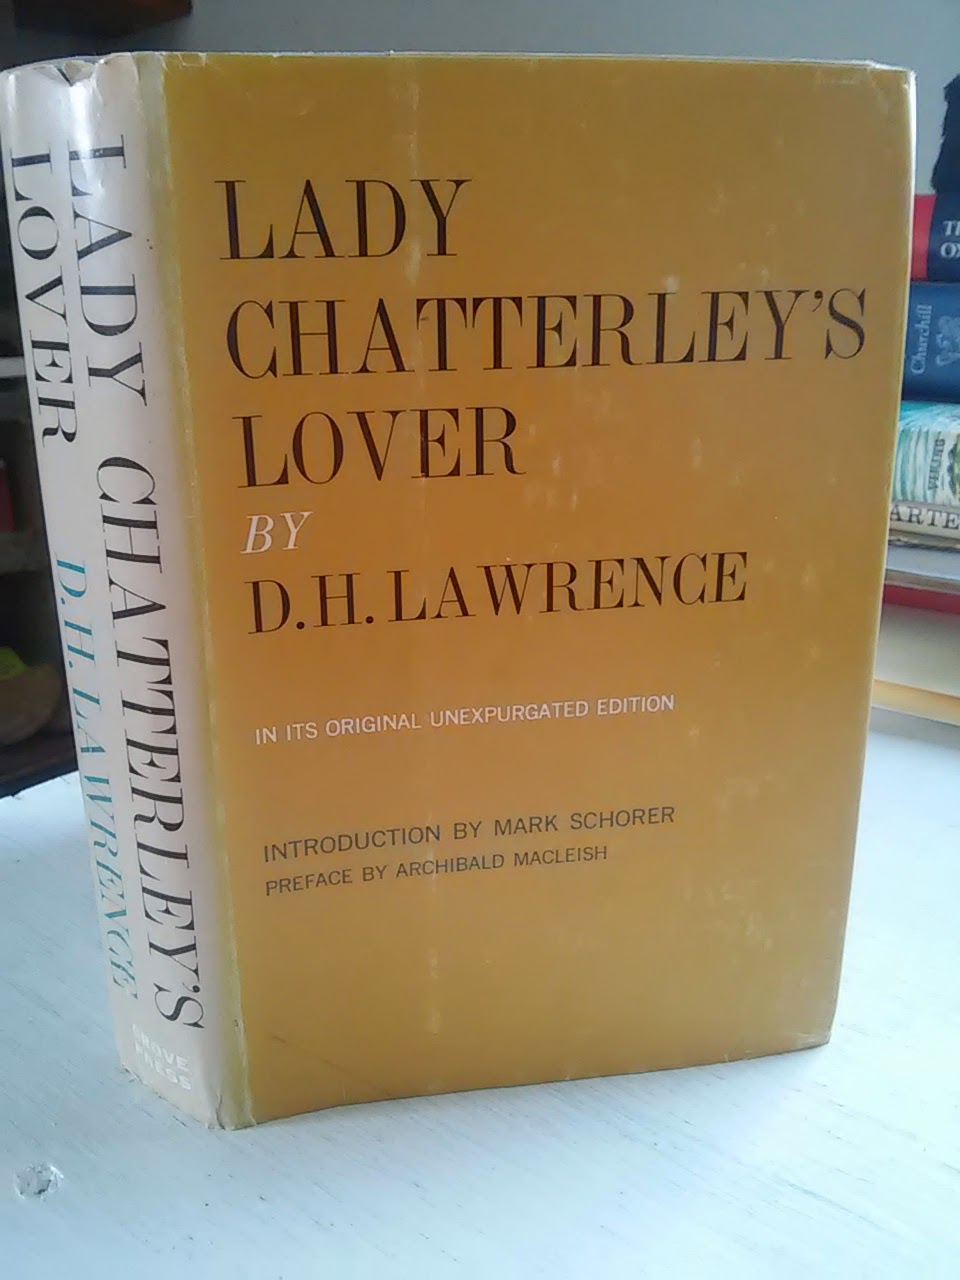 LADY
CHATTERLEY'S
LOVER
BY
D.H. LAWRENCE
IN ITS ORIGINAL UNEXPURGATED EDITION
INTRODUCTION BY MARK SCHORER
PREFACE BY ARCHIBALD MACLEISH
LADY CHATTERLEY'S
LOVER D.H. LAWRENCE
GROVE
PRESS
Churchill